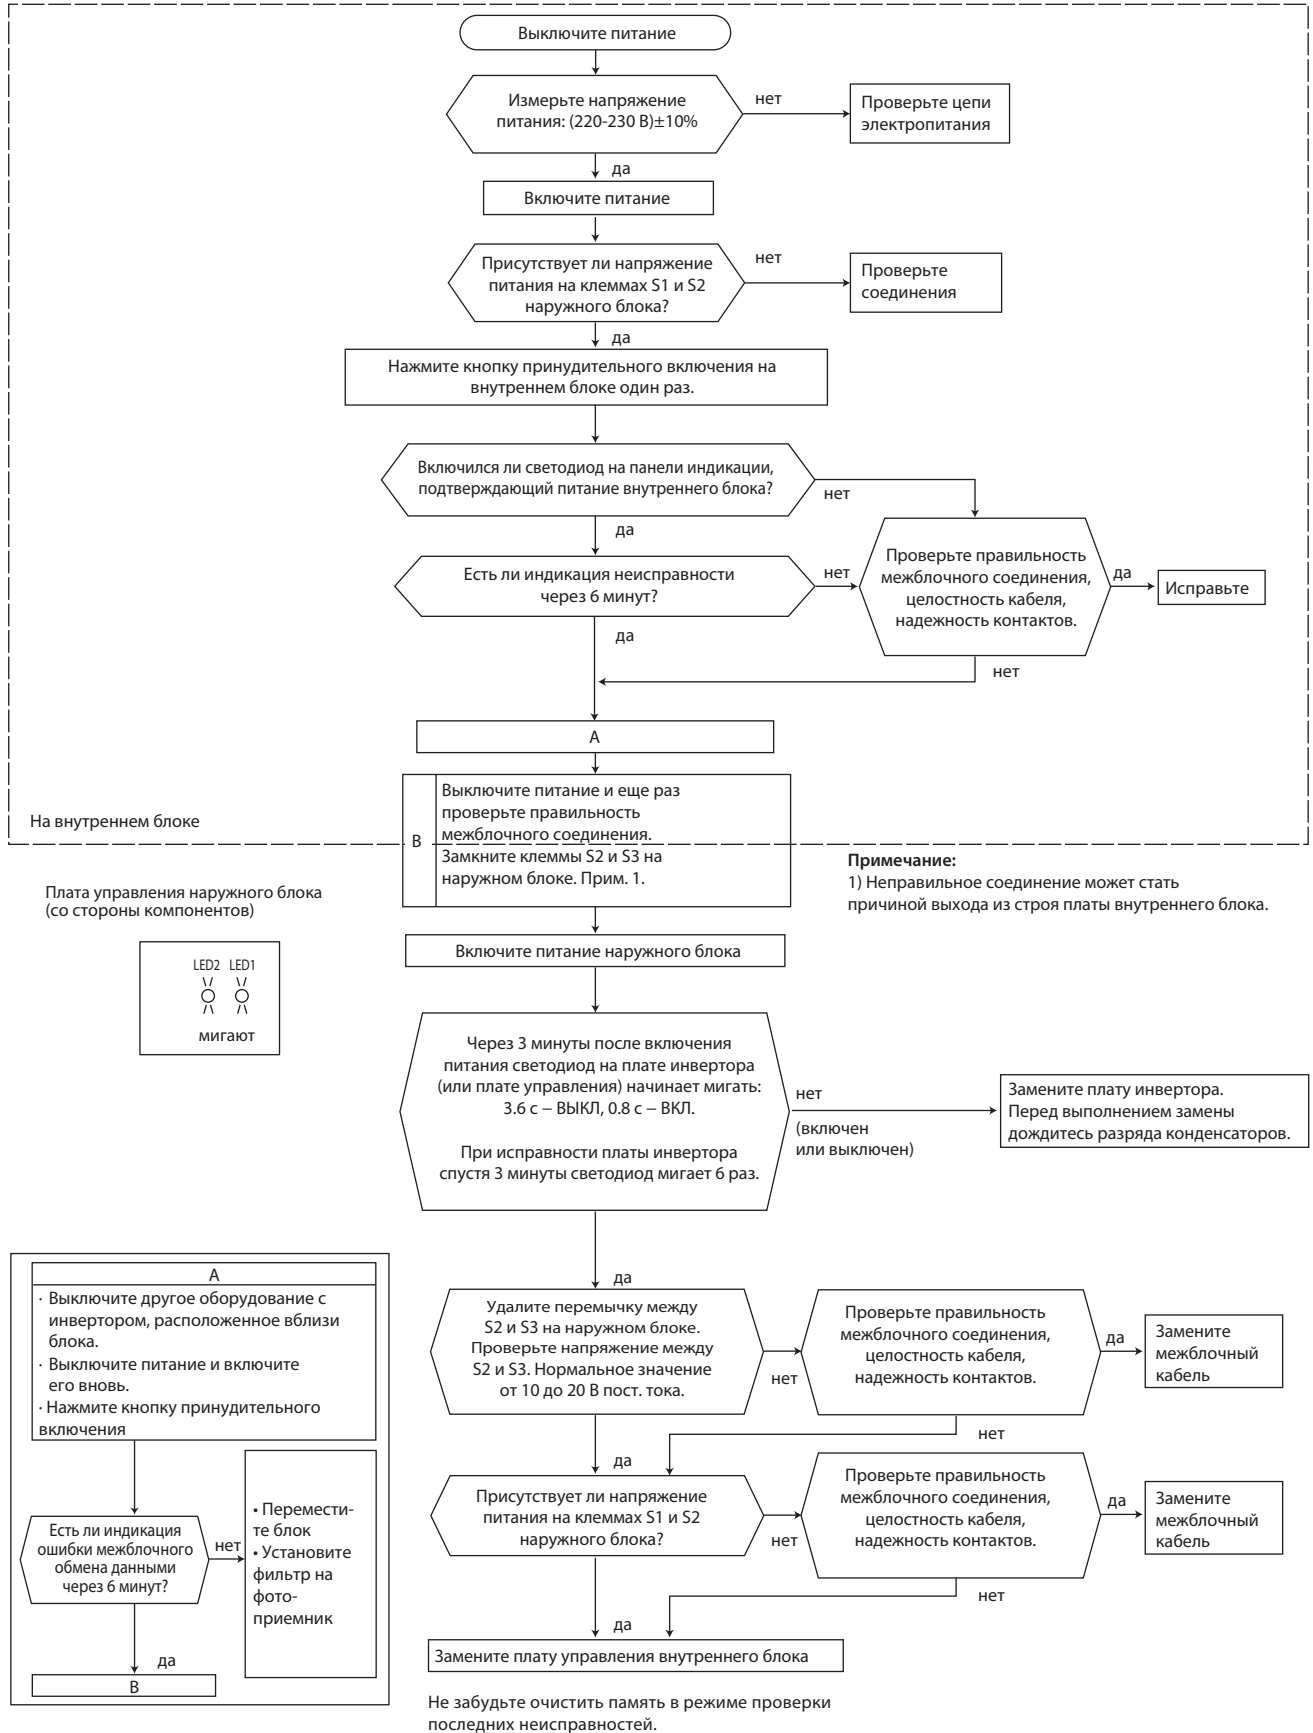 Выключите питание
Измерьте напряжение
питания: (220-230 В)±10%
нет
Проверьте цепи
электропитания
да
Включите питание
Присутствует ли напряжение
питания на клеммах S1 и S2
наружного блока?
нет
Проверьте
соединения
да
Нажмите кнопку принудительного включения на
внутреннем блоке один раз.
Включился ли светодиод на панели индикации,
подтверждающий питание внутреннего блока?
нет
да
Есть ли индикация неисправности
через 6 минут?
нет
Проверьте правильность
межблочного соединения,
целостность кабеля,
надежность контактов.
да
Исправьте
да
нет
A
B
Выключите питание и еще раз
проверьте правильность
межблочного соединения.
Замкните клеммы S2 и S3 на
наружном блоке. Прим. 1.
На внутреннем блоке
Примечание:
1) Неправильное соединение может стать
причиной выхода из строя платы внутреннего блока.
Плата управления наружного блока
(со стороны компонентов)
LED2 LED1
мигают
Включите питание наружного блока
Через 3 минуты после включения
питания светодиод на плате инвертора
(или плате управления) начинает мигать:
3.6 с – ВЫКЛ, 0.8 с – ВКЛ.
При исправности платы инвертора
спустя 3 минуты светодиод мигает 6 раз.
нет
(включен
или выключен)
Замените плату инвертора.
Перед выполнением замены
дождитесь разряда конденсаторов.
да
Удалите перемычку между
S2 и S3 на наружном блоке.
Проверьте напряжение между
S2 и S3. Нормальное значение
от 10 до 20 В пост. тока.
нет
Проверьте правильность
межблочного соединения,
целостность кабеля,
надежность контактов.
да
Замените
межблочный
кабель
нет
да
Присутствует ли напряжение
питания на клеммах S1 и S2
наружного блока?
нет
Проверьте правильность
межблочного соединения,
целостность кабеля,
надежность контактов.
да
Замените
межблочный
кабель
нет
да
Замените плату управления внутреннего блока
Не забудьте очистить память в режиме проверки
последних неисправностей.
A
· Выключите другое оборудование с
инвертором, расположенное вблизи
блока.
· Выключите питание и включите
его вновь.
· Нажмите кнопку принудительного
включения
Есть ли индикация
ошибки межблочного
обмена данными
через 6 минут?
нет
• Перемести-
те блок
• Установите
фильтр на
фото-
приемник
да
B